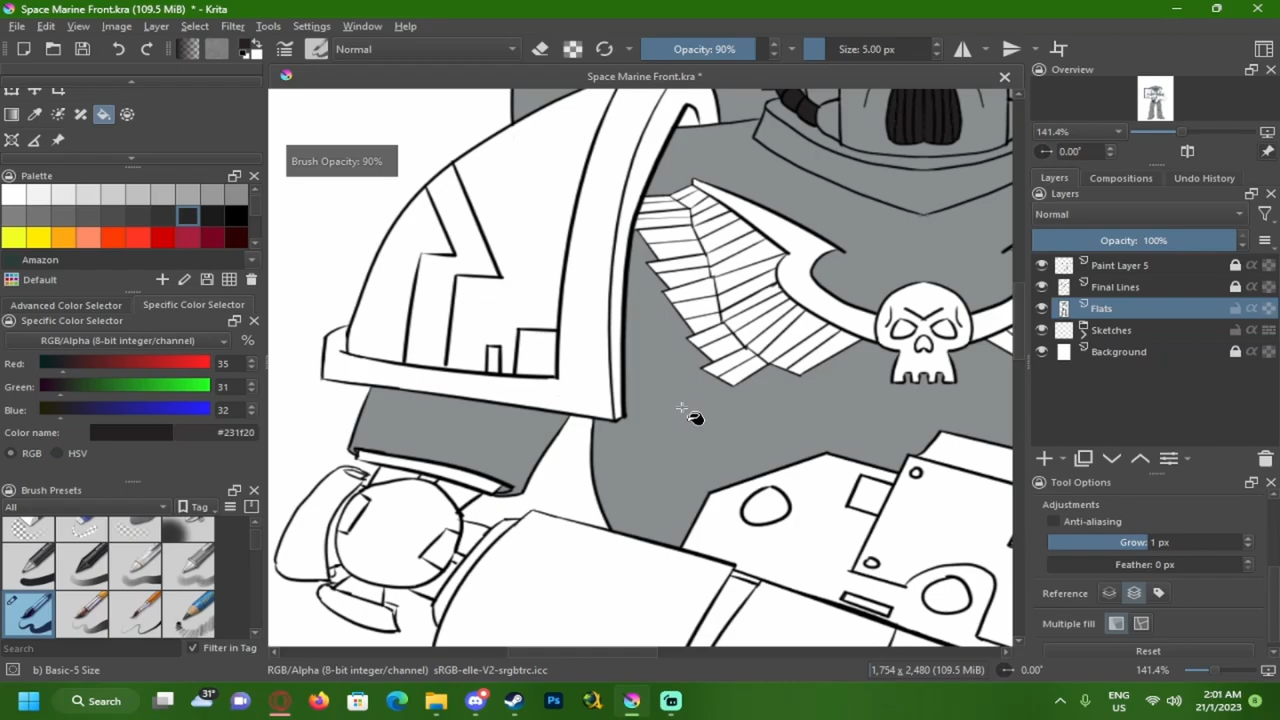 Space Marine Front.kra (109.5 MiB) * - Krita
File Edit View Image Layer Select Filter Tools Settings Window Help
Normal Opacity: 90% Size: 5.00 px
Space Marine Front.kra *
Brush Opacity: 90%
Palette
Amazon
Default
Advanced Color Selector Specific Color Selector
Specific Color Selector
RGB/Alpha (8-bit integer/channel) %
Red: 35
Green: 31
Blue: 32
Color name: #231f20
RGB HSV
Brush Presets
All Tag
Search Filter in Tag
Overview
141.4%
0.00°
Layers Compositions Undo History
Layers
Normal
Opacity: 100%
Paint Layer 5
Final Lines
Flats
Sketches
Background
Tool Options
Adjustments
Anti-aliasing
Grow: 1 px
Feather: 0 px
Reference:
Multiple fill:
Reset
b) Basic-5 Size RGB/Alpha (8-bit integer/channel) sRGB-elle-V2-srgbtrc.icc 1,754 x 2,480 (109.5 MiB) 0.00° 141.4%
Search 31° Ps ENG US 2:01 AM 21/1/2023 8